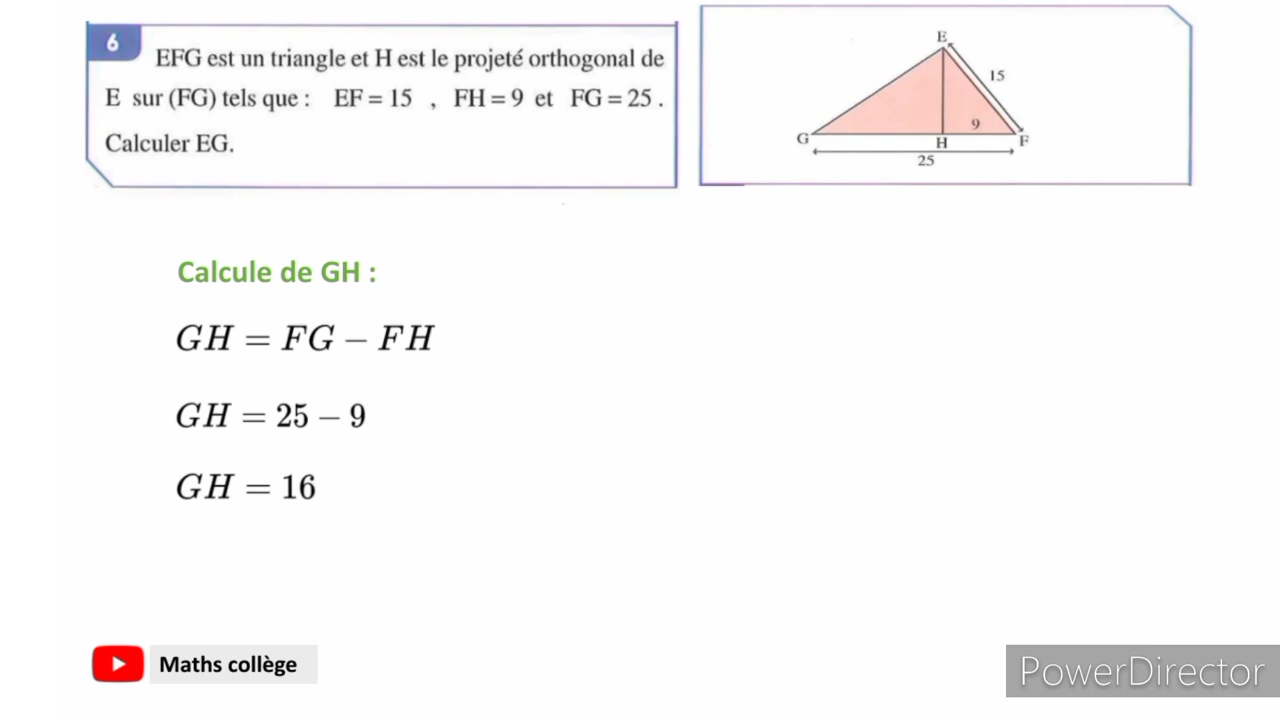 6
EFG est un triangle et H est le projeté orthogonal de
E sur (FG) tels que : EF = 15 , FH = 9 et FG = 25 .
Calculer EG.
E
15
9
G
H
F
25
Calcule de GH :
GH = FG − FH
GH = 25 − 9
GH = 16
Maths collège
PowerDirector